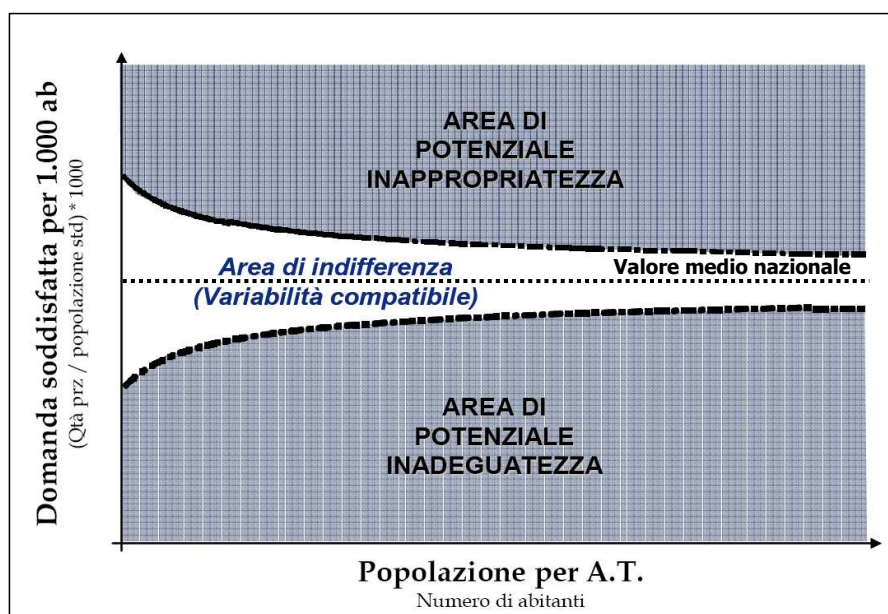 Domanda soddisfatta per 1.000 ab
(Qtà prz / popolazione std) * 1000
AREA DI
POTENZIALE
INAPPROPRIATEZZA
Area di indifferenza
Valore medio nazionale
(Variabilità compatibile)
AREA DI
POTENZIALE
INADEGUATEZZA
Popolazione per A.T.
Numero di abitanti